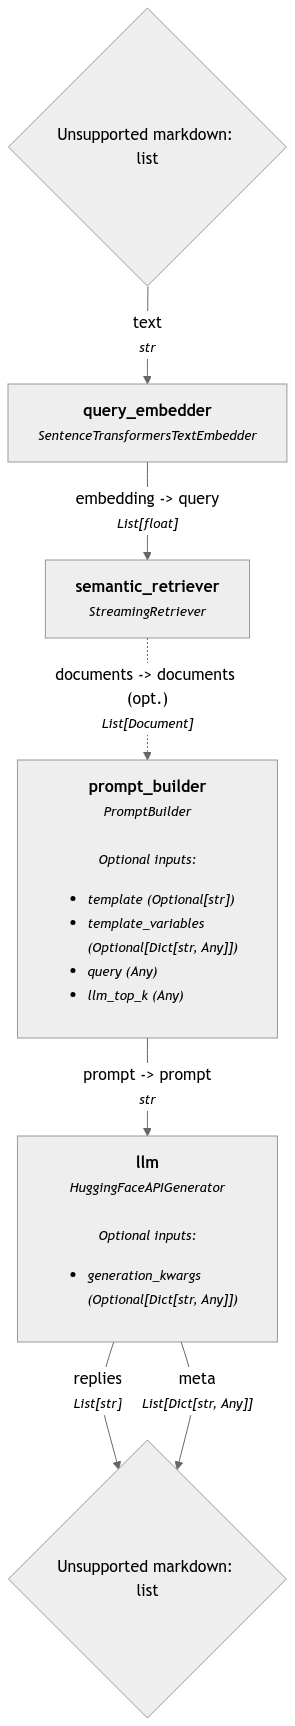 Unsupported markdown:
list
text
str
query_embedder
SentenceTransformersTextEmbedder
embedding -> query
List[float]
semantic_retriever
StreamingRetriever
documents -> documents
(opt.)
List[Document]
prompt_builder
PromptBuilder
Optional inputs:
• template (Optional[str])
• template_variables
(Optional[Dict[str, Any]])
• query (Any)
• llm_top_k (Any)
prompt -> prompt
str
llm
HuggingFaceAPIGenerator
Optional inputs:
• generation_kwargs
(Optional[Dict[str, Any]])
replies
List[str]
meta
List[Dict[str, Any]]
Unsupported markdown:
list